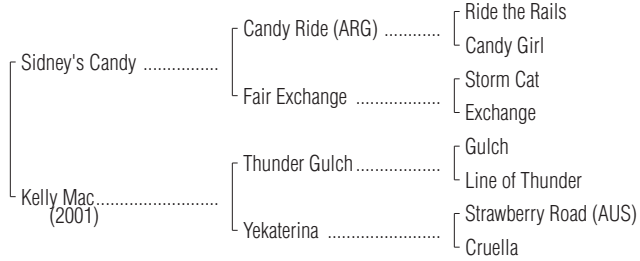 Ride the Rails
Candy Ride (ARG) ............
Candy Girl
Sidney's Candy ................
Storm Cat
Fair Exchange ..................
Exchange
Gulch
Thunder Gulch ..................
Line of Thunder
Kelly Mac..........................
(2001)
Strawberry Road (AUS)
Yekaterina ........................
Cruella